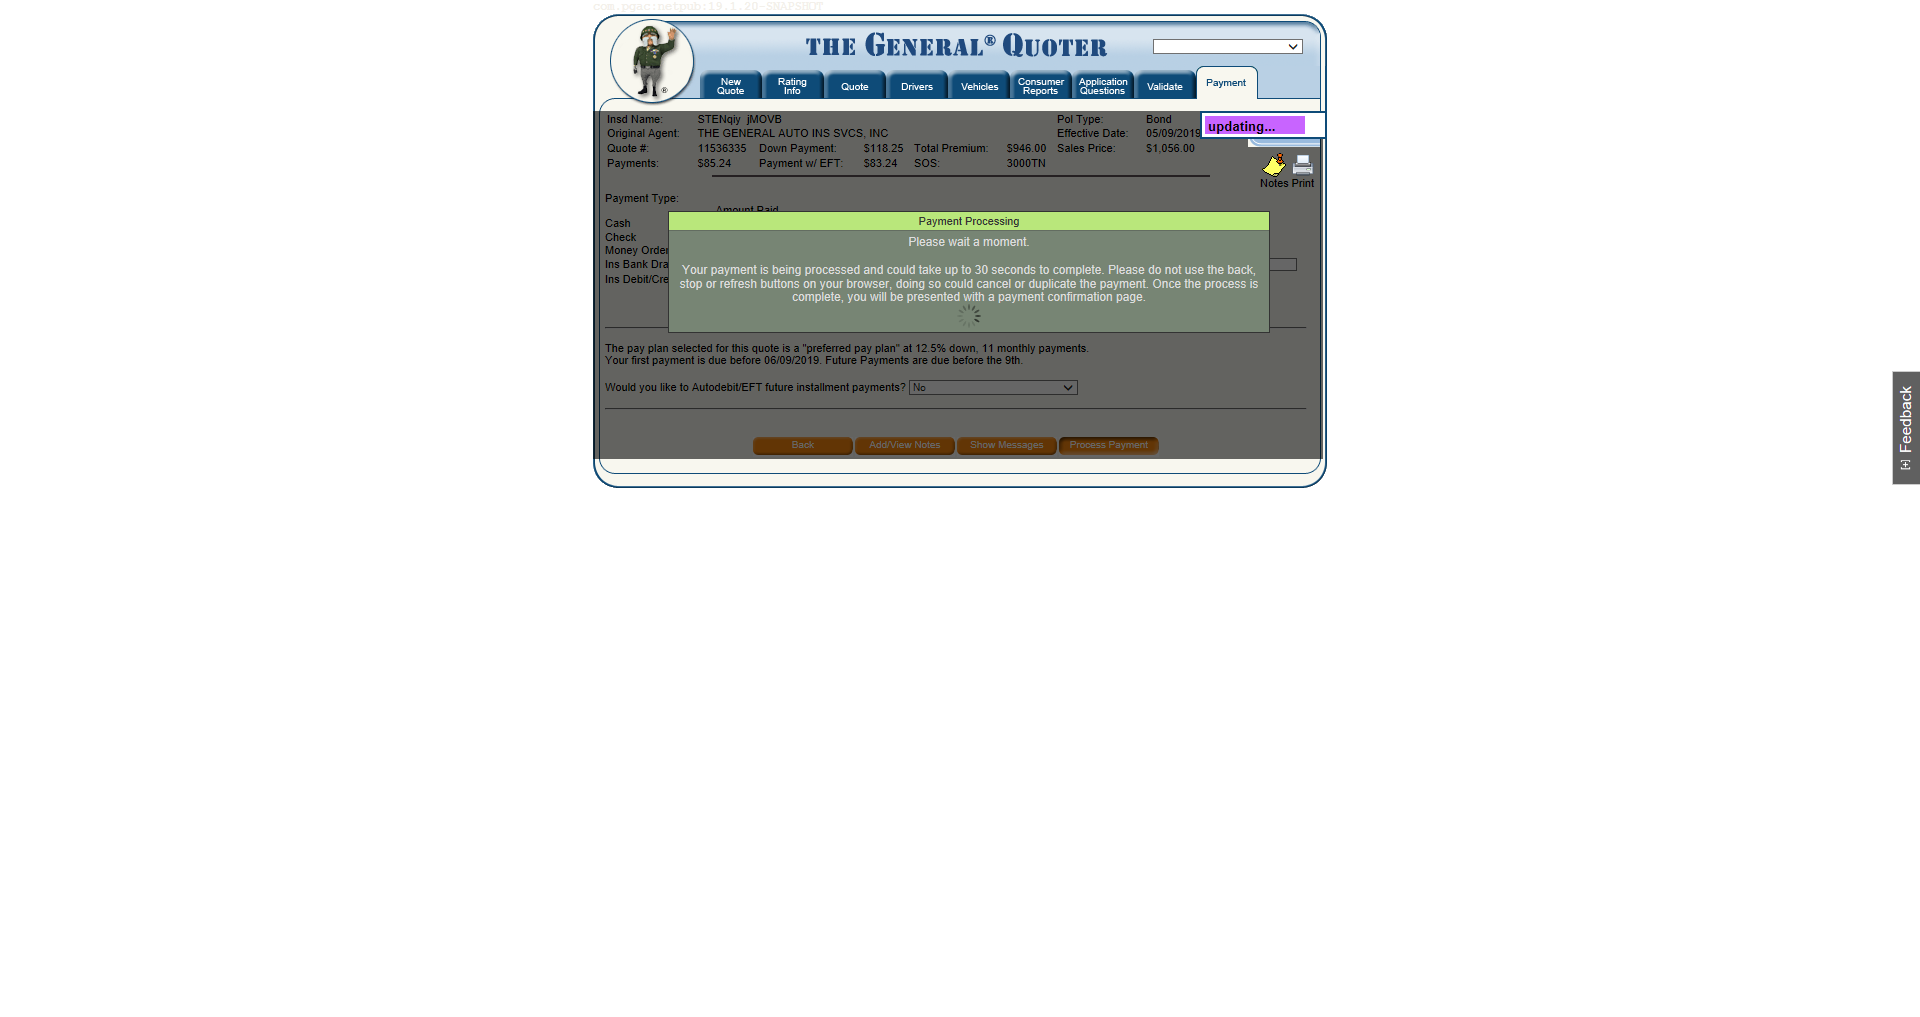 com.pgac:netpub:19.1.20-SNAPSHOT
THE GENERAL® QUOTER
New Quote
Rating Info
Quote
Drivers
Vehicles
Consumer Reports
Application Questions
Validate
Payment
Insd Name: STENqiy jMOVB Pol Type: Bond
updating...
Original Agent: THE GENERAL AUTO INS SVCS, INC Effective Date: 05/09/2019
Quote #: 11536335 Down Payment: $118.25 Total Premium: $946.00 Sales Price: $1,056.00
Payments: $85.24 Payment w/ EFT: $83.24 SOS: 3000TN
Notes Print
Payment Type:
Amount Paid
Cash
Check
Money Order
Ins Bank Dra
Ins Debit/Cre
Payment Processing
Please wait a moment.
Your payment is being processed and could take up to 30 seconds to complete. Please do not use the back,
stop or refresh buttons on your browser, doing so could cancel or duplicate the payment. Once the process is
complete, you will be presented with a payment confirmation page.
The pay plan selected for this quote is a "preferred pay plan" at 12.5% down, 11 monthly payments.
Your first payment is due before 06/09/2019. Future Payments are due before the 9th.
Would you like to Autodebit/EFT future installment payments? No
Back
Add/View Notes
Show Messages
Process Payment
[+] Feedback